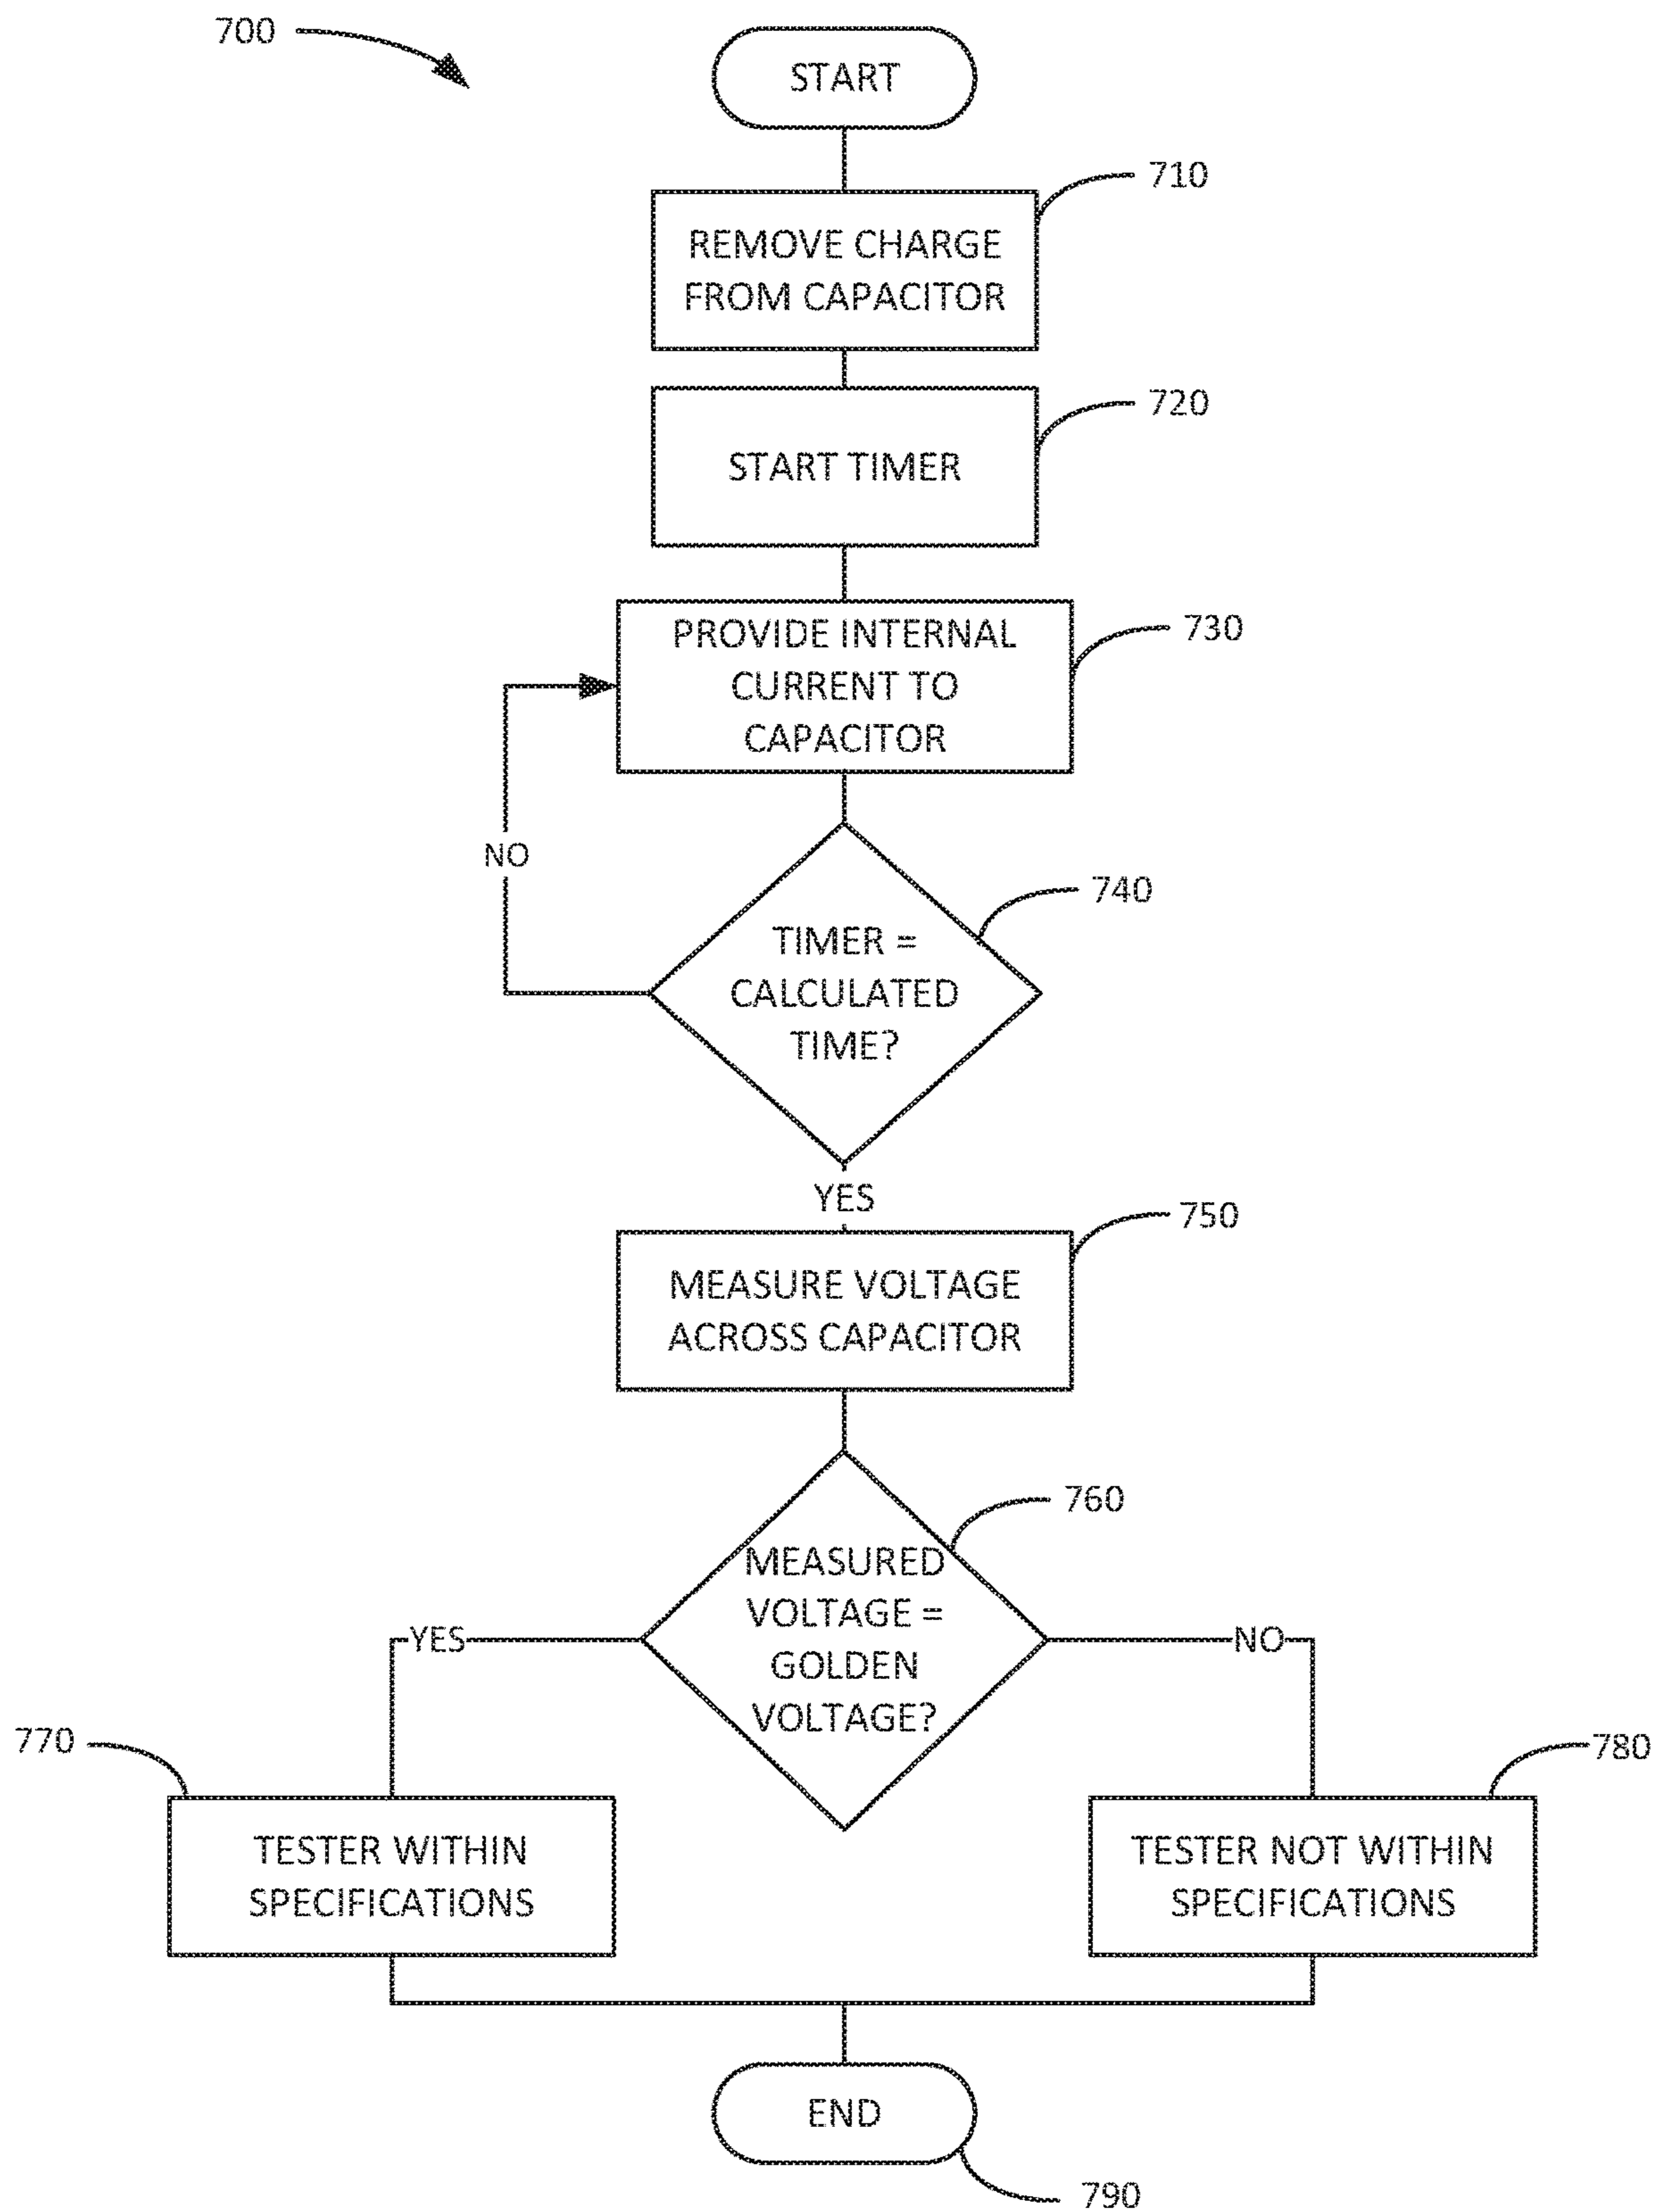 700
START
710
REMOVE CHARGE
FROM CAPACITOR
720
START TIMER
730
PROVIDE INTERNAL
CURRENT TO
CAPACITOR
NO
740
TIMER =
CALCULATED
TIME?
YES
750
MEASURE VOLTAGE
ACROSS CAPACITOR
760
MEASURED
VOLTAGE =
GOLDEN
VOLTAGE?
YES
NO
770
780
TESTER WITHIN
SPECIFICATIONS
TESTER NOT WITHIN
SPECIFICATIONS
END
790